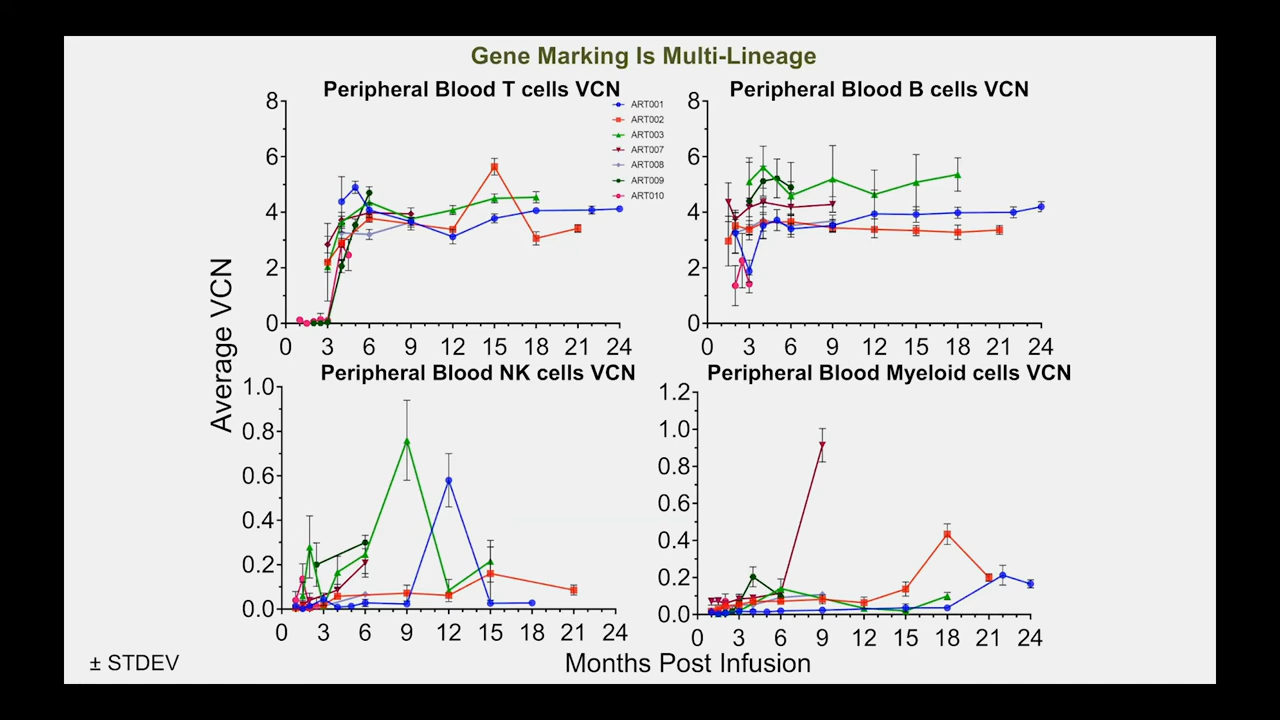 Gene Marking Is Multi-Lineage
Peripheral Blood T cells VCN
8
6
4
2
0
0 3 6 9 12 15 18 21 24
ART001
ART002
ART003
ART007
ART008
ART009
ART010
Peripheral Blood B cells VCN
8
6
4
2
0
0 3 6 9 12 15 18 21 24
Average VCN
Peripheral Blood NK cells VCN
1.0
0.8
0.6
0.4
0.2
0.0
0 3 6 9 12 15 18 21 24
Peripheral Blood Myeloid cells VCN
1.2
1.0
0.8
0.6
0.4
0.2
0.0
0 3 6 9 12 15 18 21 24
Months Post Infusion
± STDEV